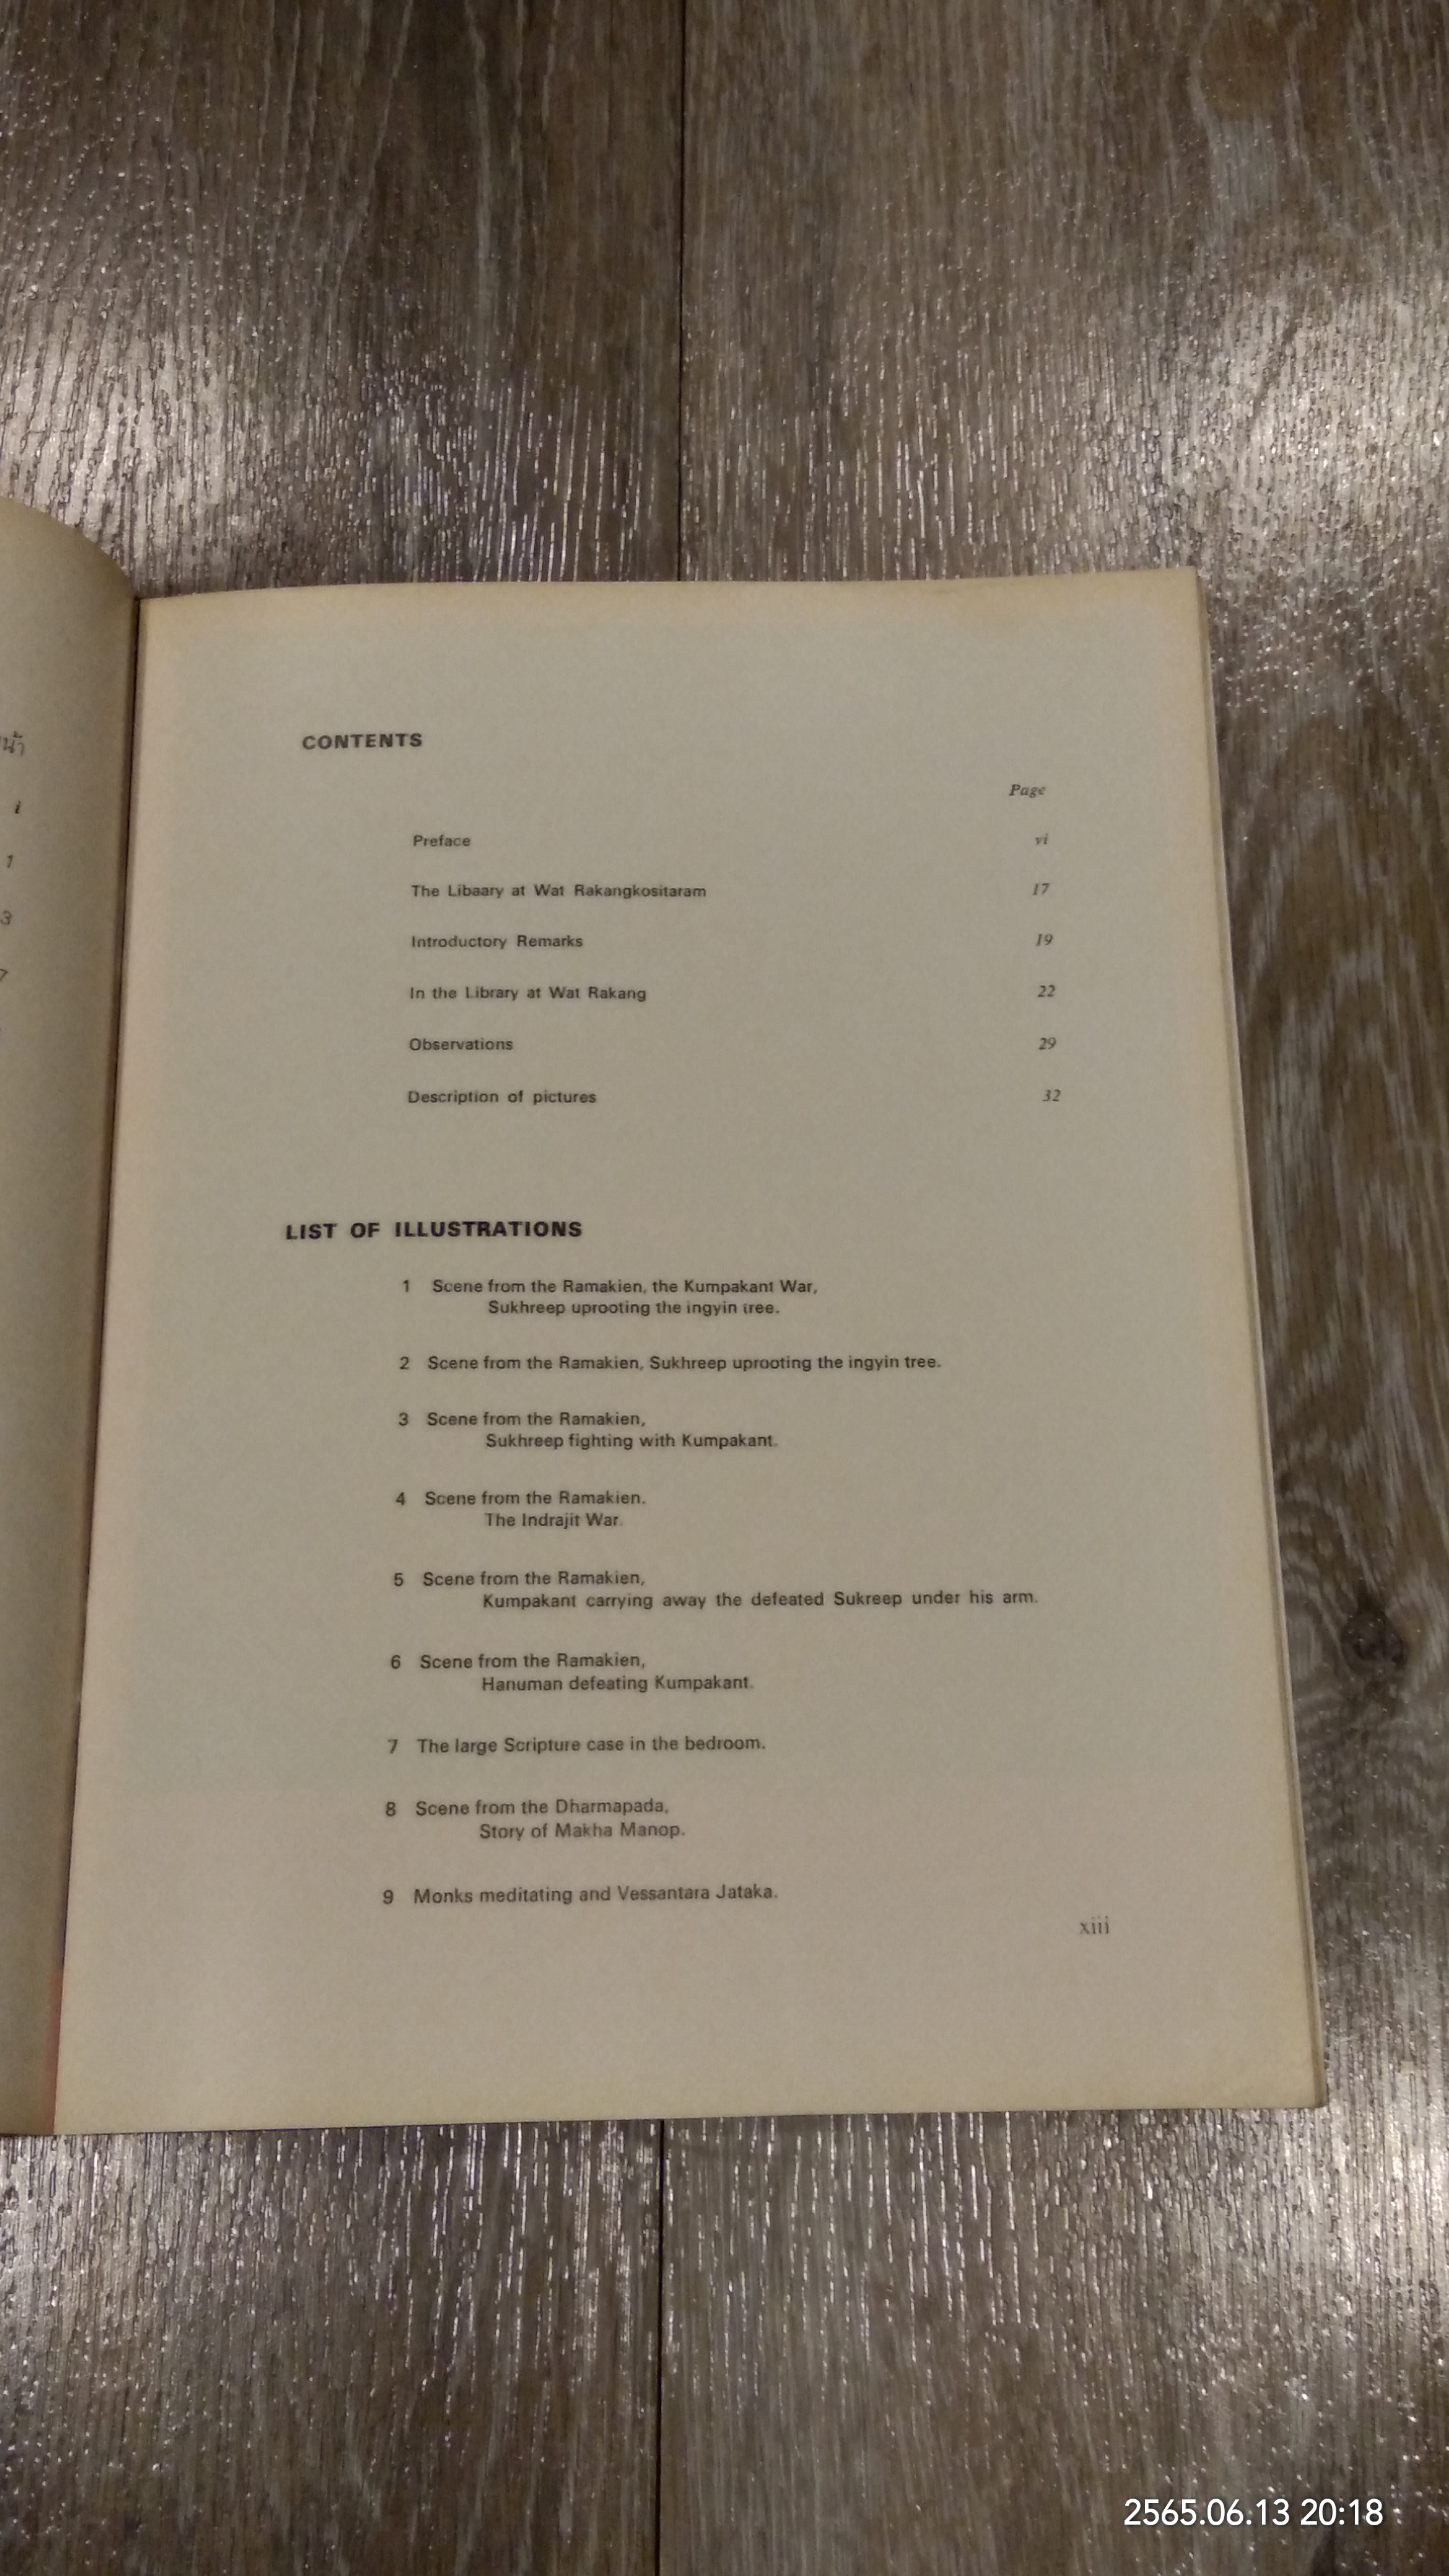 น้า
i
1
3
7
CONTENTS
Page
Preface vi
The Libaary at Wat Rakangkositaram 17
Introductory Remarks 19
In the Library at Wat Rakang 22
Observations 29
Description of pictures 32
LIST OF ILLUSTRATIONS
1 Scene from the Ramakien, the Kumpakant War,
Sukhreep uprooting the ingyin tree.
2 Scene from the Ramakien, Sukhreep uprooting the ingyin tree.
3 Scene from the Ramakien,
Sukhreep fighting with Kumpakant.
4 Scene from the Ramakien.
The Indrajit War.
5 Scene from the Ramakien,
Kumpakant carrying away the defeated Sukreep under his arm.
6 Scene from the Ramakien,
Hanuman defeating Kumpakant.
7 The large Scripture case in the bedroom.
8 Scene from the Dharmapada,
Story of Makha Manop.
9 Monks meditating and Vessantara Jataka.
xiii
2565.06.13 20:18